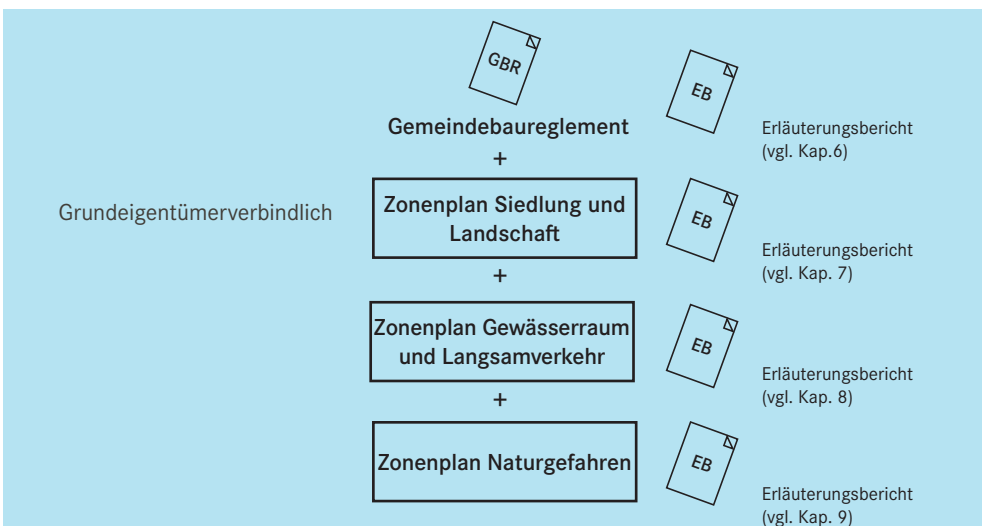 GBR
Gemeindebaureglement
EB
Erläuterungsbericht
(vgl. Kap.6)
+
Grundeigentümerverbindlich
Zonenplan Siedlung und
Landschaft
EB
Erläuterungsbericht
(vgl. Kap. 7)
+
Zonenplan Gewässerraum
und Langsamverkehr
EB
Erläuterungsbericht
(vgl. Kap. 8)
+
Zonenplan Naturgefahren
EB
Erläuterungsbericht
(vgl. Kap. 9)